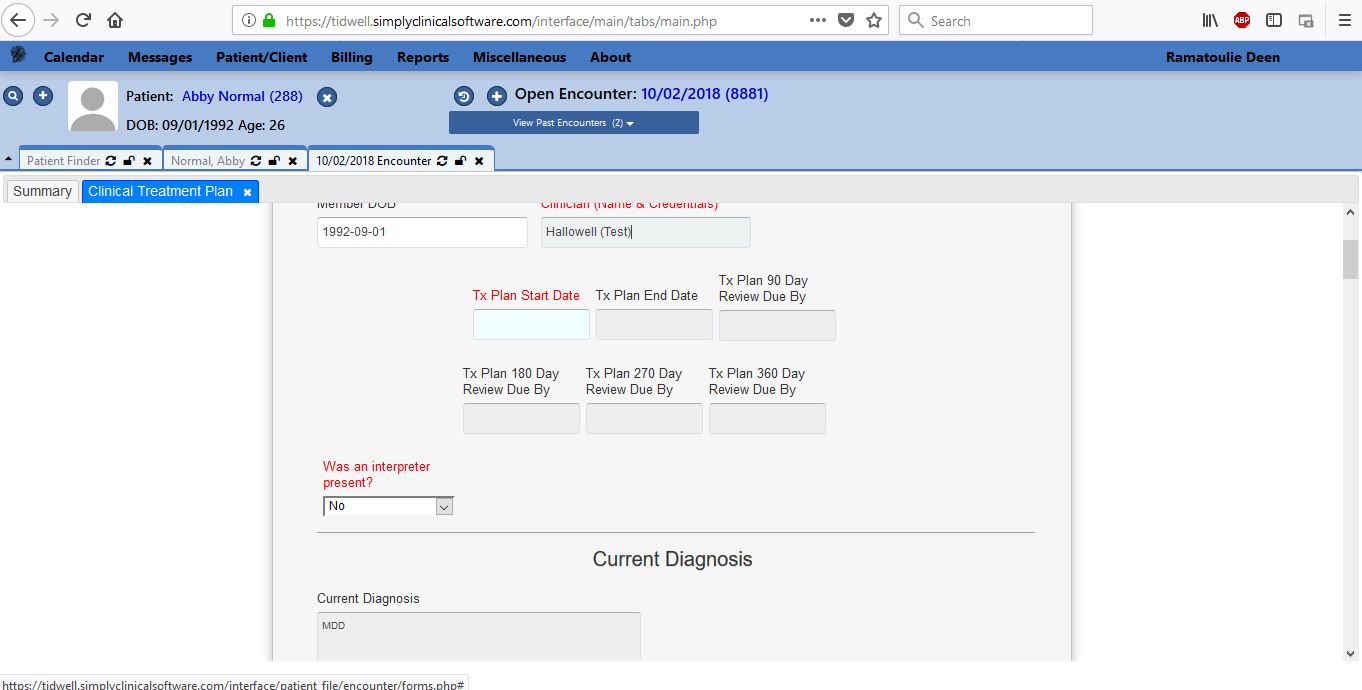 https://tidwell.simplyclinicalsoftware.com/interface/main/tabs/main.php
Search
ABP
Calendar Messages Patient/Client Billing Reports Miscellaneous About Ramatoulie Deen
Patient: Abby Normal (288)
Open Encounter: 10/02/2018 (8881)
DOB: 09/01/1992 Age: 26
View Past Encounters (2)
Patient Finder Normal, Abby 10/02/2018 Encounter
Summary Clinical Treatment Plan
Member DOB Clinician (Name & Credentials)
1992-09-01 Hallowell (Test)
Tx Plan Start Date Tx Plan End Date Tx Plan 90 Day
Review Due By
Tx Plan 180 Day Tx Plan 270 Day Tx Plan 360 Day
Review Due By Review Due By Review Due By
Was an interpreter
present?
No
Current Diagnosis
Current Diagnosis
MDD
https://tidwell.simplyclinicalsoftware.com/interface/patient_file/encounter/forms.php#